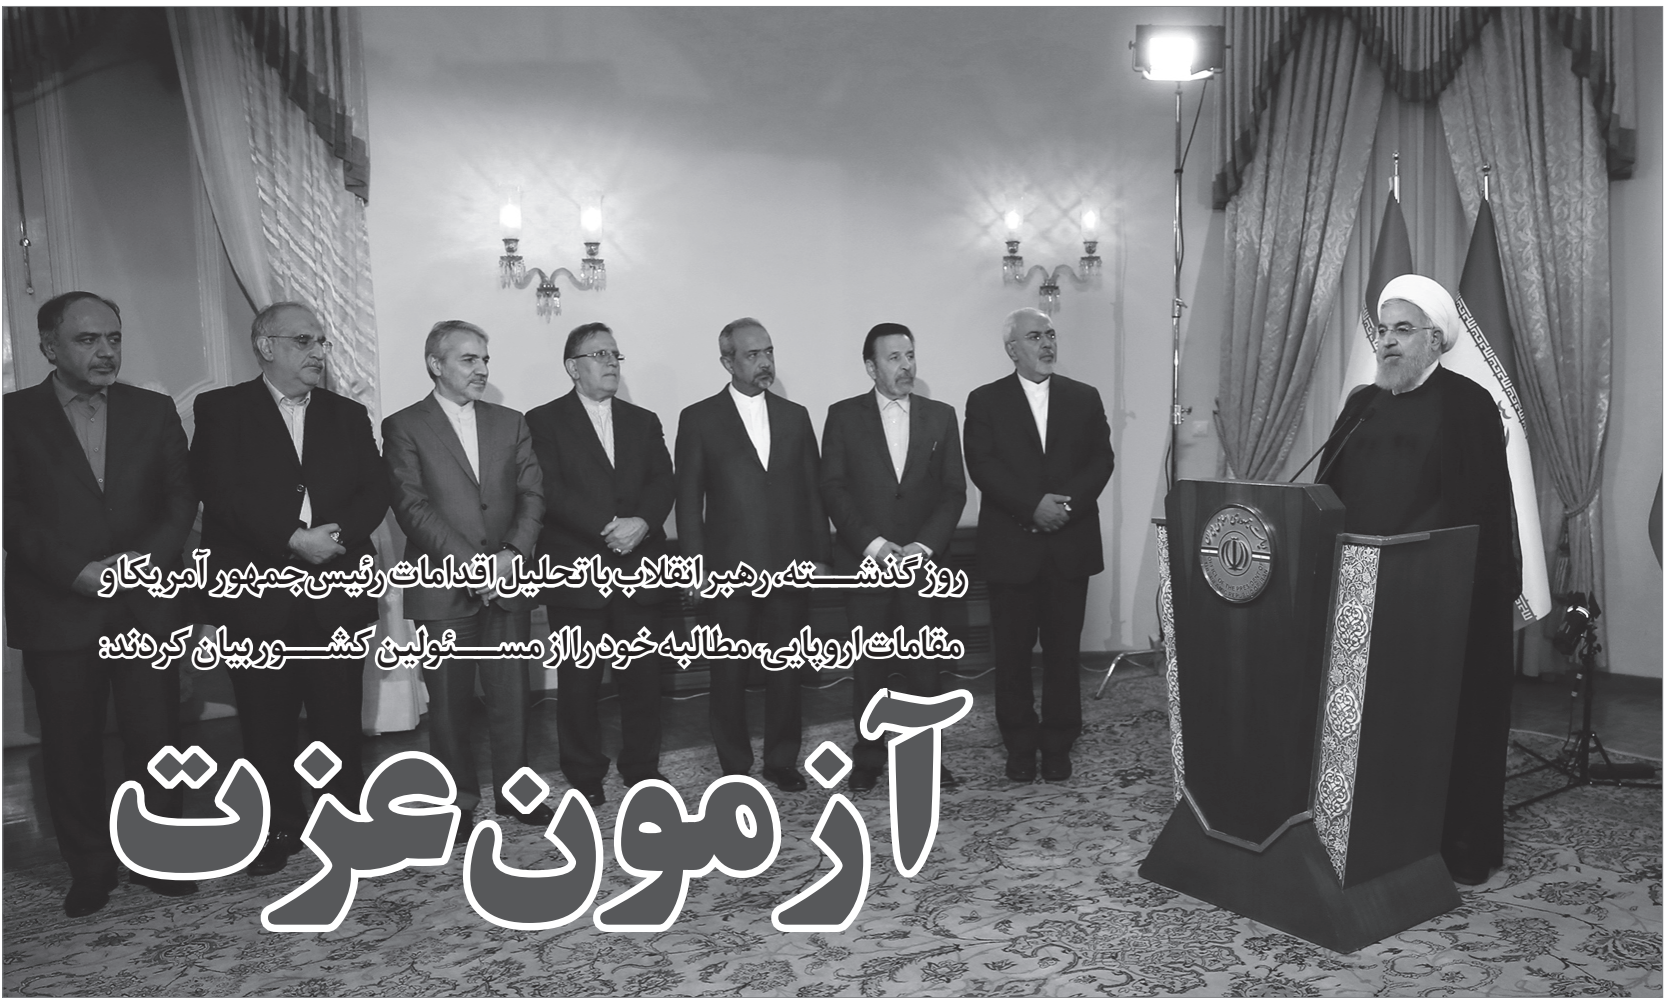 روز گذشته، رهبر انقلاب با تحلیل اقدامات رئیس‌جمهور آمریکا و
مقامات اروپایی، مطالبه خود را از مسئولین کشور بیان کردند:
آزمون عزت